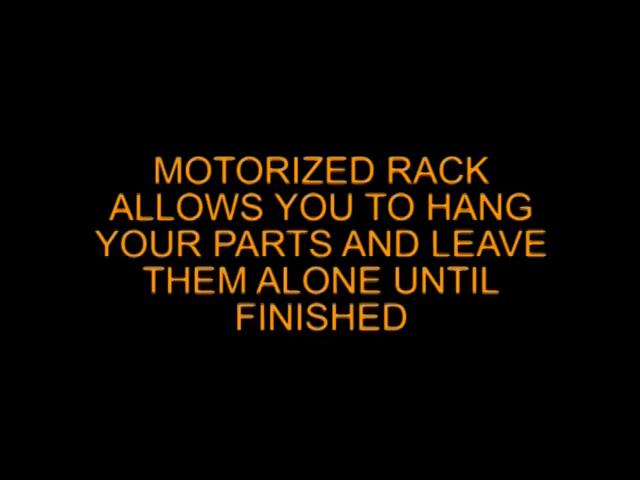 MOTORIZED RACK
ALLOWS YOU TO HANG
YOUR PARTS AND LEAVE
THEM ALONE UNTIL
FINISHED